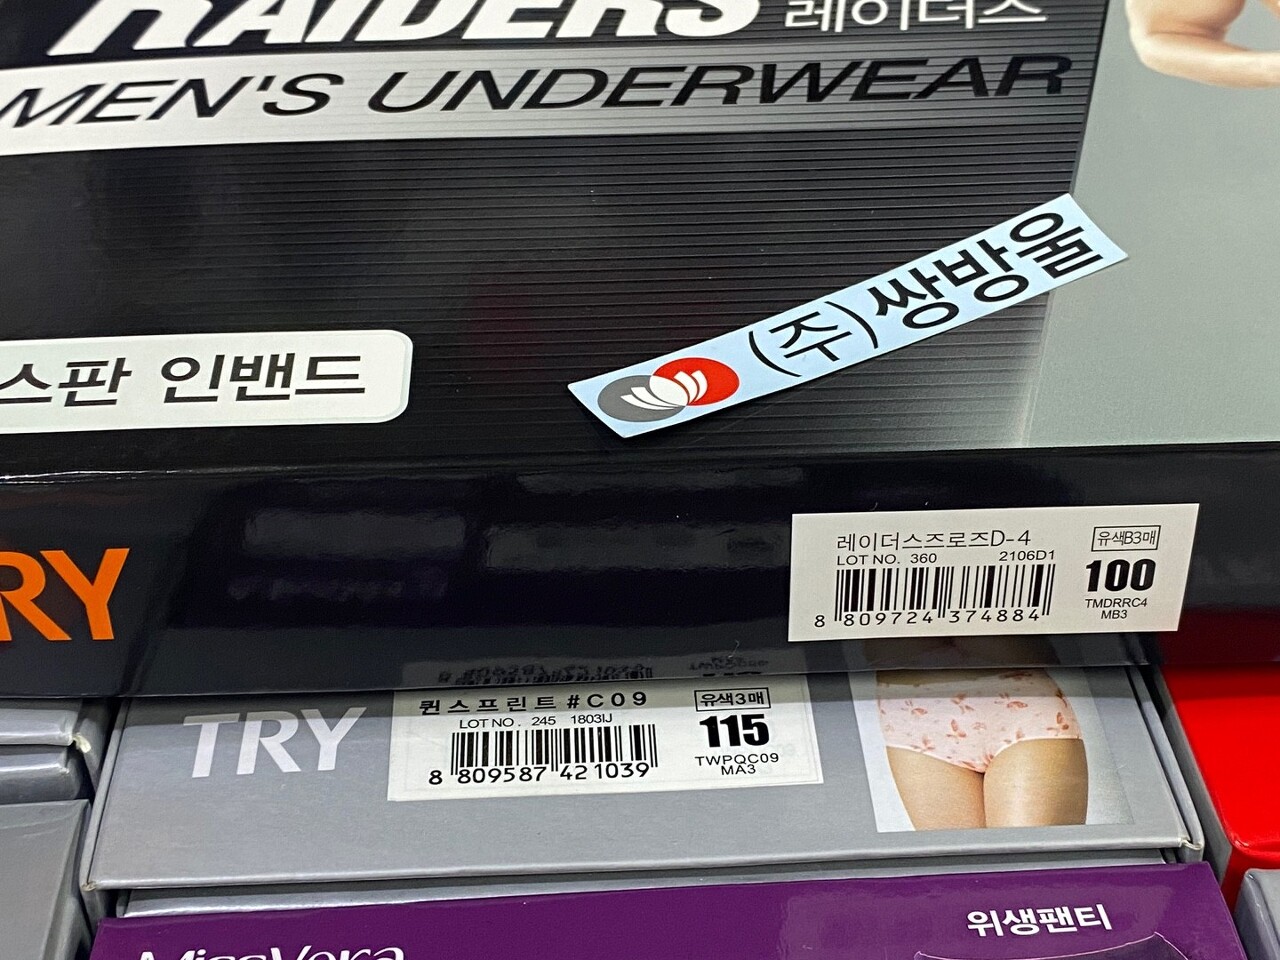 RAIDERS 레이더스
MEN'S UNDERWEAR
(주)쌍방울
스판 인밴드
RY
레이더스즈로즈D-4
유색B3매
LOT NO. 360 2106D1
100
8 809724 374884
TMDRRC4
MB3
TRY
퀸스프린트 #C09
유색3매
LOT NO. 245 1803IJ
115
8 809587 421039
TWPQC09
MA3
위생팬티
MissVera